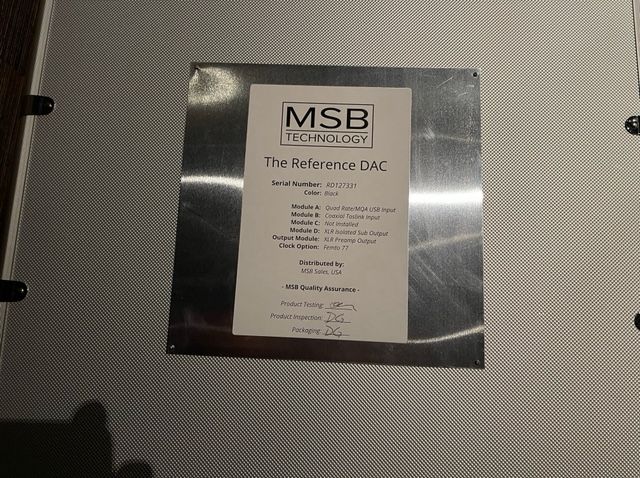 MSB
TECHNOLOGY
The Reference DAC
Serial Number: RD127331
Color: Black
Module A: Quad Rate/MQA USB Input
Module B: Coaxial Toslink Input
Module C: Not Installed
Module D: XLR Isolated Sub Output
Output Module: XLR Preamp Output
Clock Option: Femto 77
Distributed by:
MSB Sales, USA
- MSB Quality Assurance -
Product Testing:
Product Inspection: DG
Packaging: DG